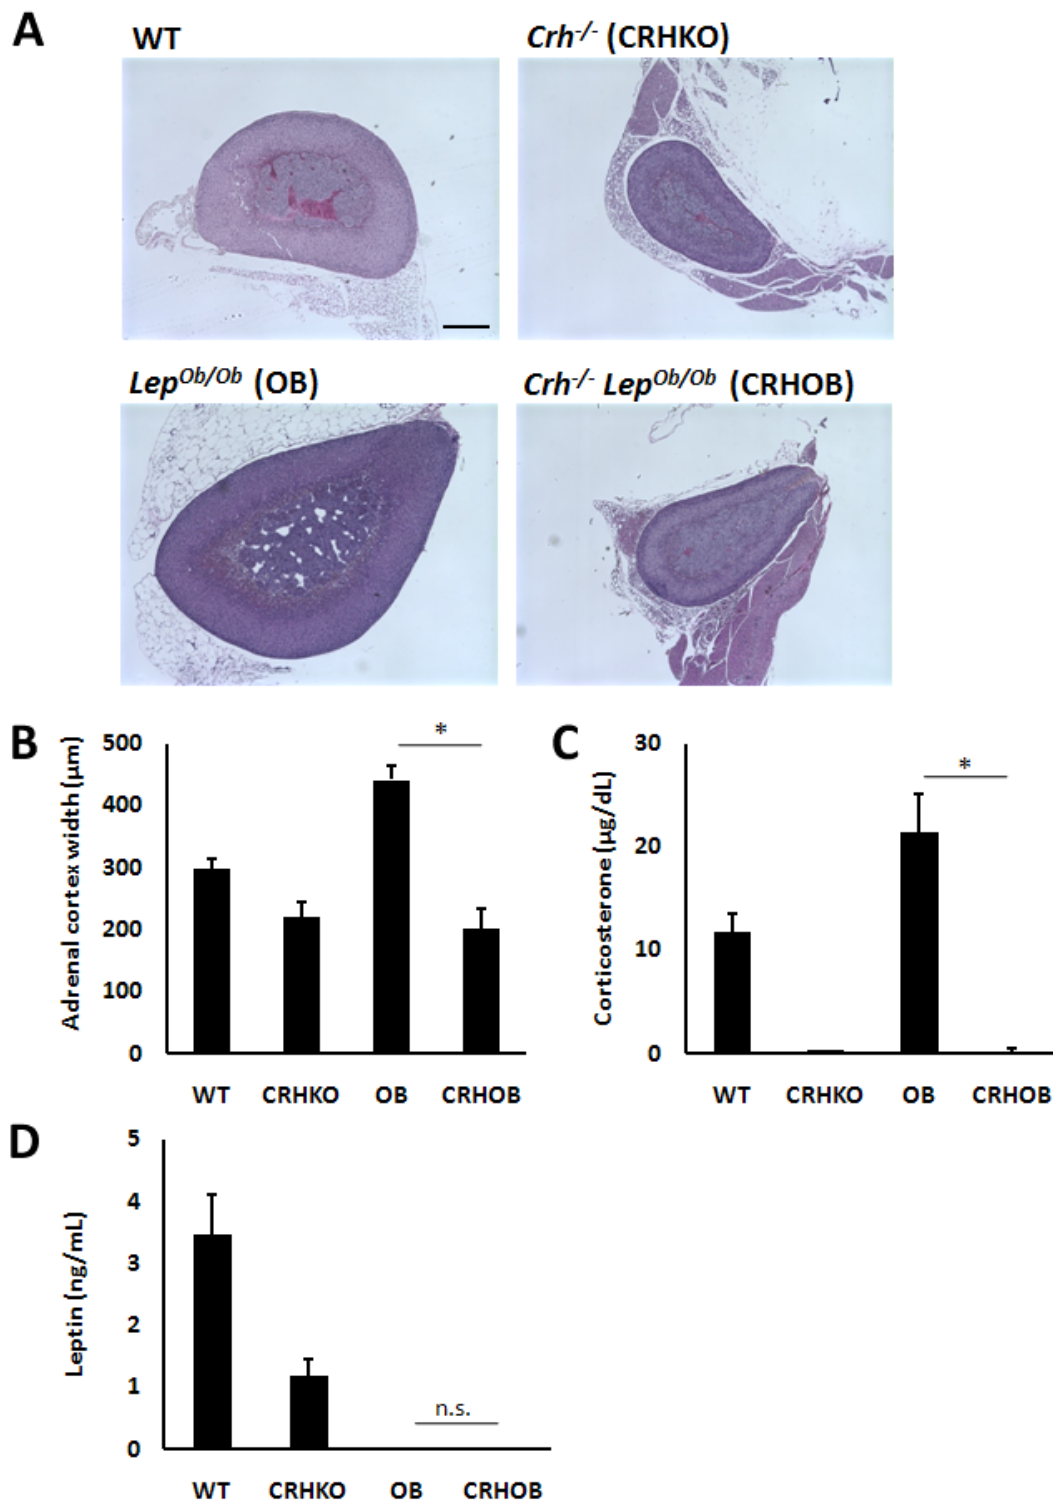 A
WT
Crh-/- (CRHKO)
LepOb/Ob (OB)
Crh-/- LepOb/Ob (CRHOB)
B
Adrenal cortex width (µm)
500
400
300
200
100
0
*
WT CRHKO OB CRHOB
C
Corticosterone (µg/dL)
30
20
10
0
*
WT CRHKO OB CRHOB
D
Leptin (ng/mL)
5
4
3
2
1
0
n.s.
WT CRHKO OB CRHOB